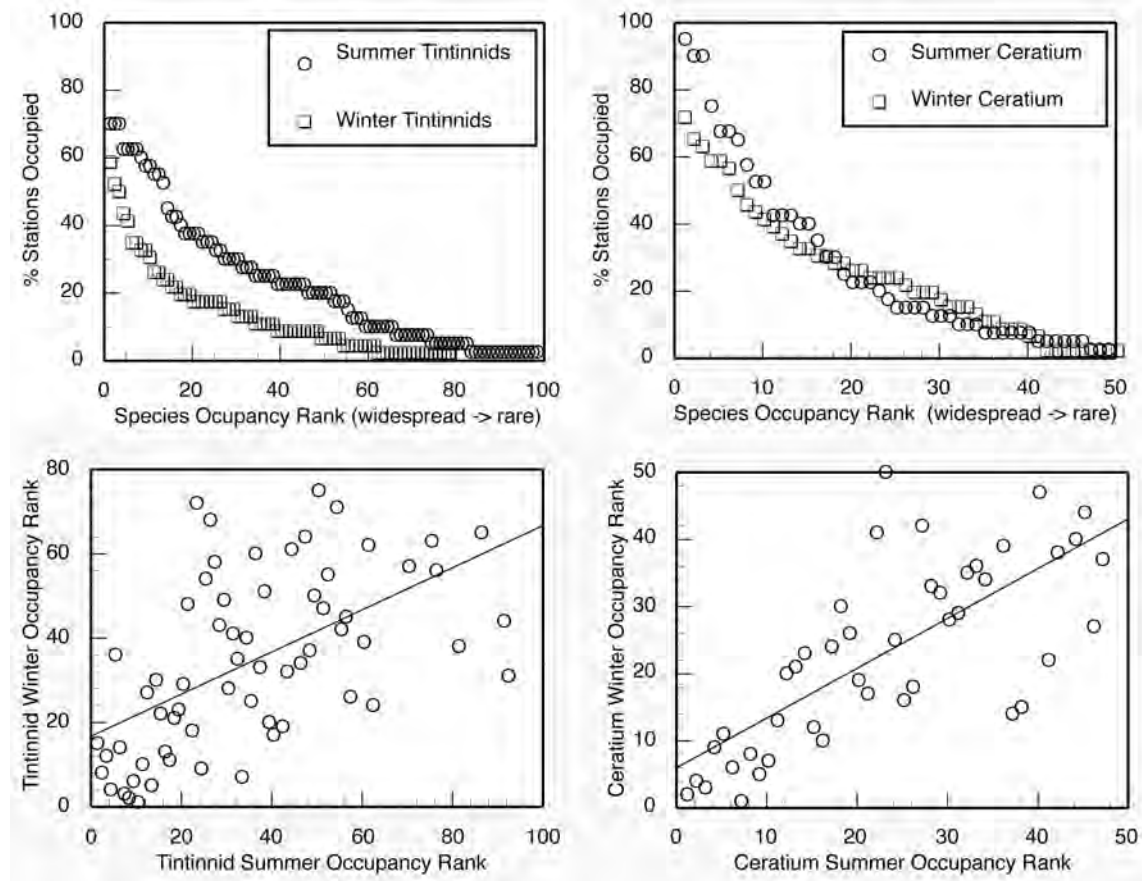 100
80
60
40
20
0
% Stations Occupied
Summer Tintinnids
Winter Tintinnids
0 20 40 60 80 100
Species Ocupancy Rank (widespread -> rare)
100
80
60
40
20
0
% Stations Occupied
Summer Ceratium
Winter Ceratium
0 10 20 30 40 50
Species Occupancy Rank (widespread -> rare)
80
60
40
20
0
Tintinnid Winter Occupancy Rank
0 20 40 60 80 100
Tintinnid Summer Occupancy Rank
50
40
30
20
10
0
Ceratium Winter Occupancy Rank
0 10 20 30 40 50
Ceratium Summer Occupancy Rank